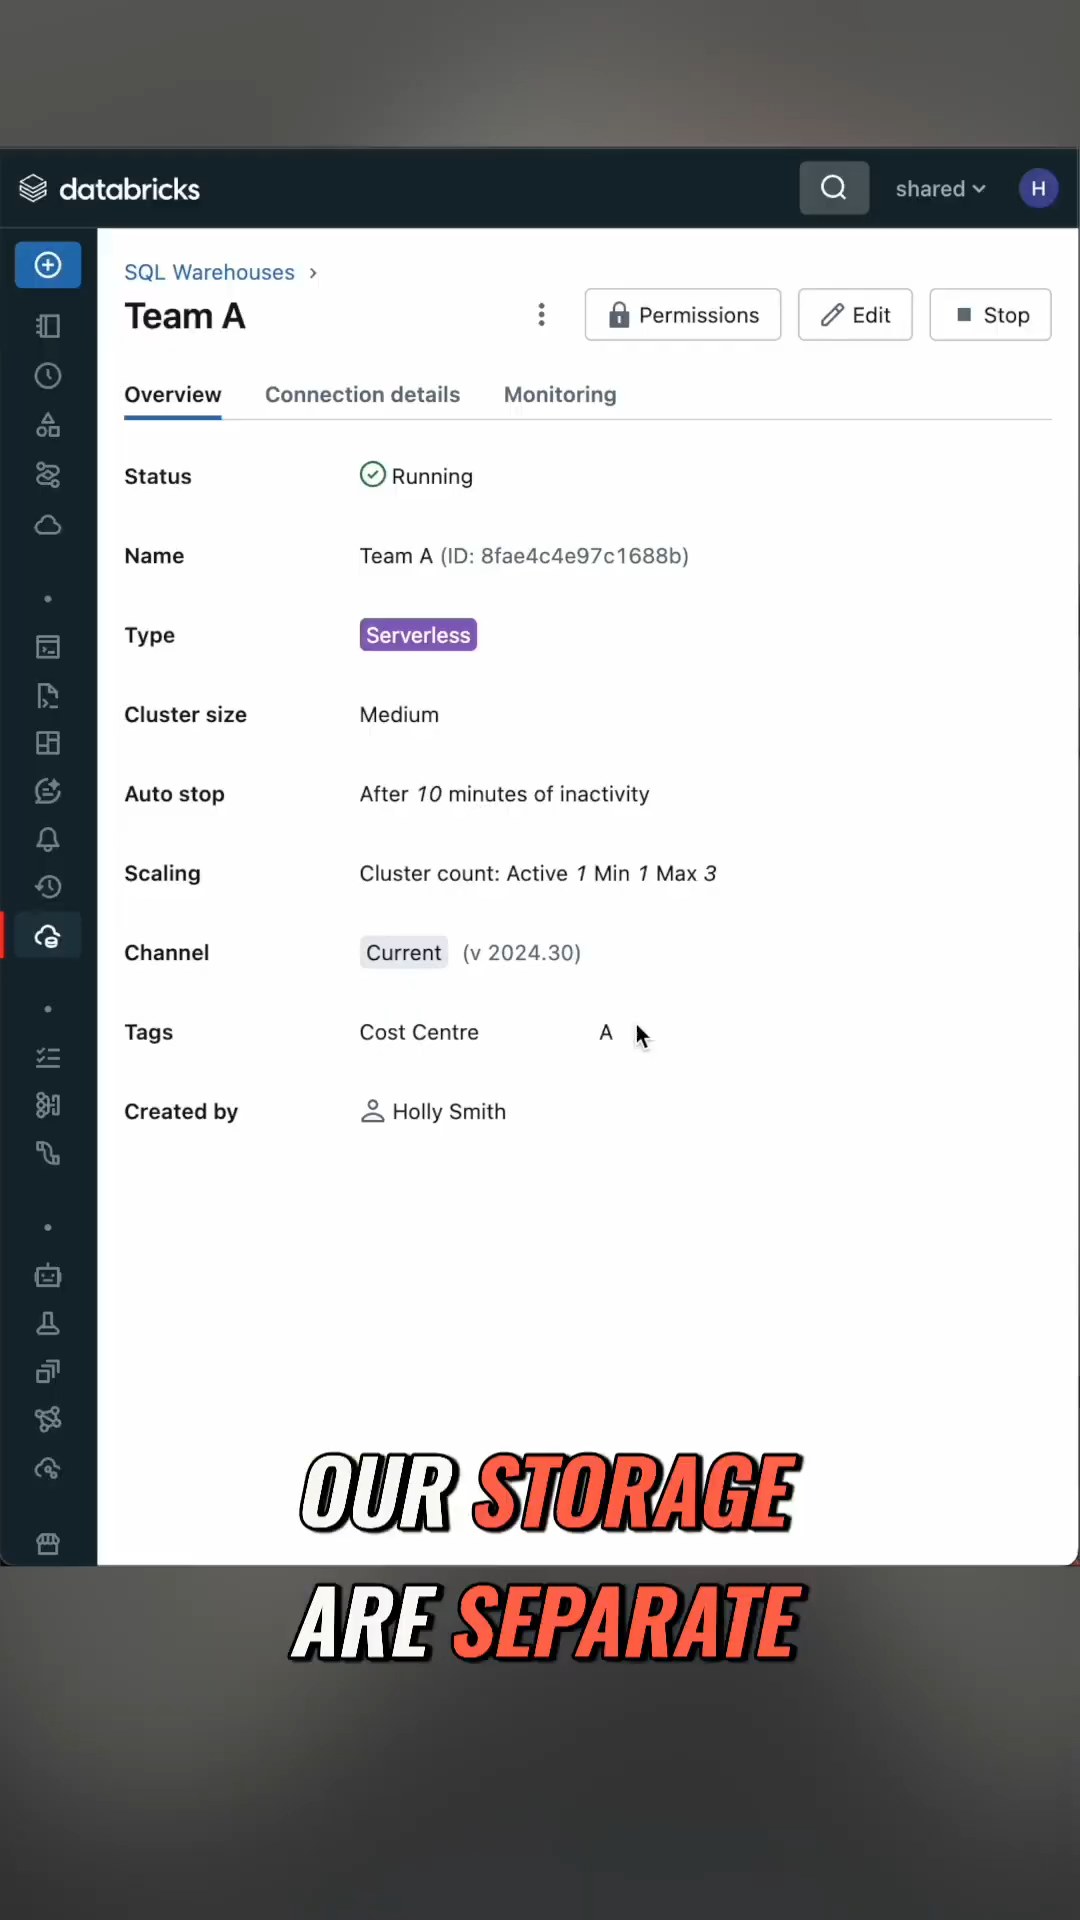 databricks
shared
H
SQL Warehouses ›
Team A
Permissions
Edit
Stop
Overview
Connection details
Monitoring
Status
Running
Name
Team A (ID: 8fae4c4e97c1688b)
Type
Serverless
Cluster size
Medium
Auto stop
After 10 minutes of inactivity
Scaling
Cluster count: Active 1 Min 1 Max 3
Channel
Current (v 2024.30)
Tags
Cost Centre
A
Created by
Holly Smith
OUR STORAGE
ARE SEPARATE